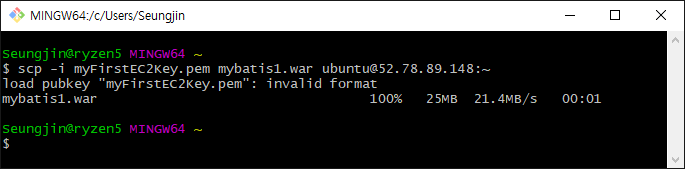 MINGW64:/c/Users/Seungjin
Seungjin@ryzen5 MINGW64 ~
$ scp -i myFirstEC2Key.pem mybatis1.war ubuntu@52.78.89.148:~
load pubkey "myFirstEC2Key.pem": invalid format
mybatis1.war 100% 25MB 21.4MB/s 00:01
Seungjin@ryzen5 MINGW64 ~
$